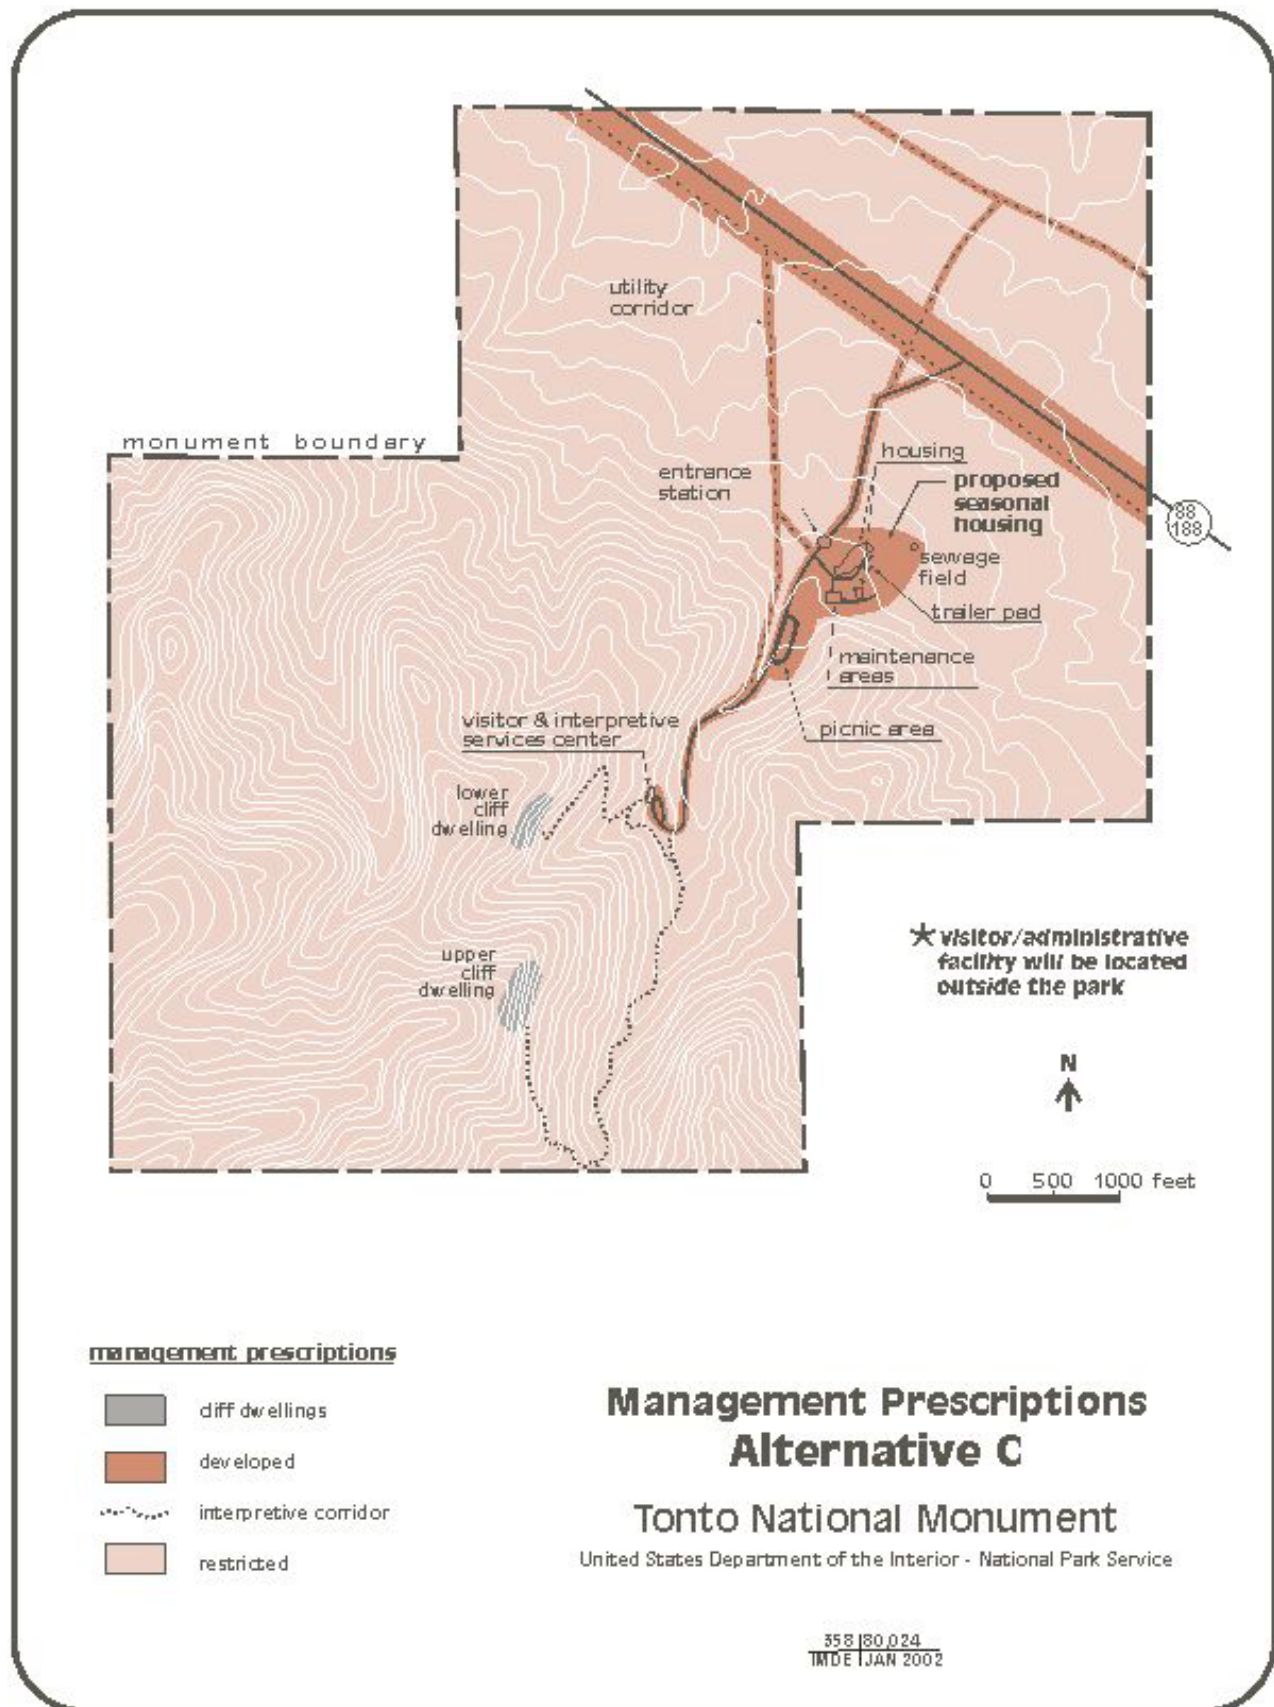 utility
corridor
monument boundary
housing
entrance
station
proposed
seasonal
housing
88
188
sewage
field
trailer pad
maintenance
areas
visitor & interpretive
services center
picnic area
lower
cliff
dwelling
upper
cliff
dwelling
* visitor/administrative
facility will be located
outside the park
N
0 500 1000 feet
management prescriptions
cliff dwellings
developed
interpretive corridor
restricted
Management Prescriptions
Alternative C
Tonto National Monument
United States Department of the Interior - National Park Service
358|80,024
IMDE|JAN 2002